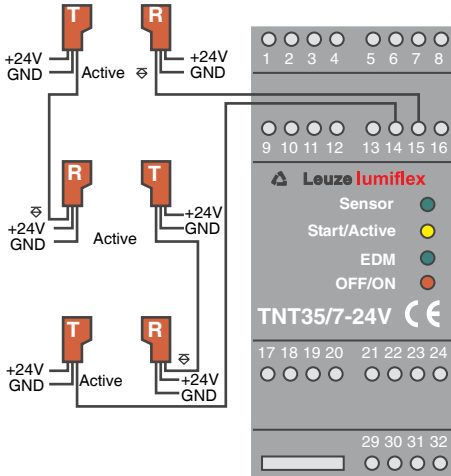 T R
+24V GND Active +24V GND
1 2 3 4 5 6 7 8
9 10 11 12 13 14 15 16
R T
+24V GND Active +24V GND
Leuze lumiflex
Sensor
Start/Active
EDM
OFF/ON
TNT35/7-24V CE
T R
+24V GND Active +24V GND
17 18 19 20 21 22 23 24
29 30 31 32